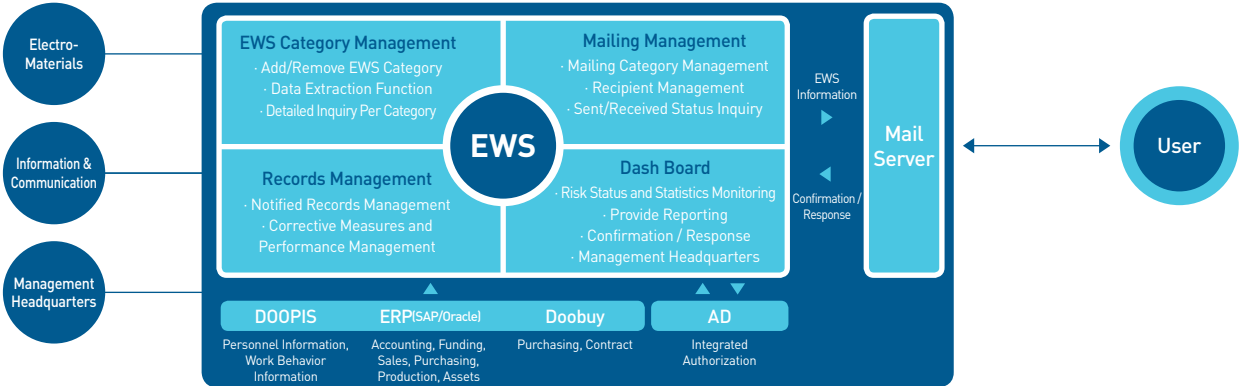 Electro-
Materials
Information &
Communication
Management
Headquarters
EWS Category Management
· Add/Remove EWS Category
· Data Extraction Function
· Detailed Inquiry Per Category
Mailing Management
· Mailing Category Management
· Recipient Management
· Sent/Received Status Inquiry
EWS
Records Management
· Notified Records Management
· Corrective Measures and
Performance Management
Dash Board
· Risk Status and Statistics Monitoring
· Provide Reporting
· Confirmation / Response
· Management Headquarters
EWS
Information
Confirmation /
Response
Mail
Server
User
DOOPIS
Personnel Information,
Work Behavior
Information
ERP(SAP/Oracle)
Accounting, Funding,
Sales, Purchasing,
Production, Assets
Doobuy
Purchasing, Contract
AD
Integrated
Authorization